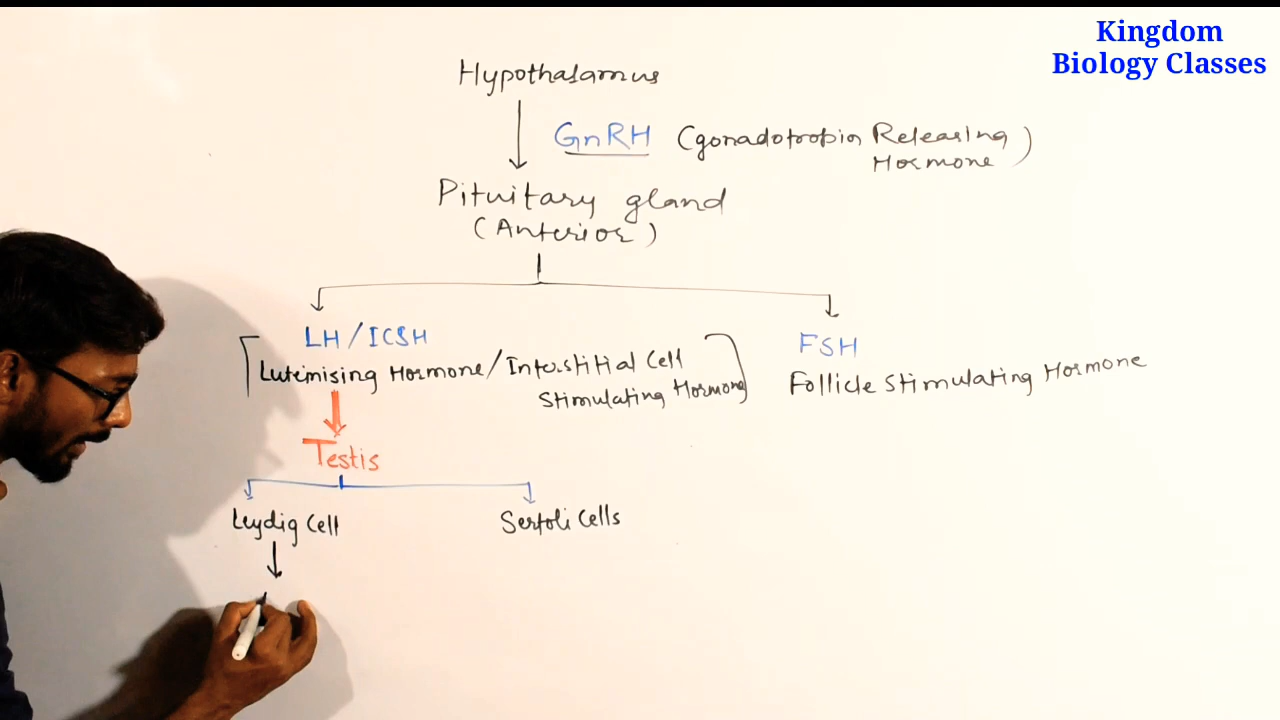 Kingdom
Biology Classes
Hypothalamus
GnRH (gonadotropin Releasing
Hormone)
Pituitary gland
(Anterior)
LH/ICSH
FSH
Luteinising Hormone/Interstitial Cell
Stimulating Hormone
Follicle Stimulating Hormone
Testis
Leydig Cell
Sertoli Cells